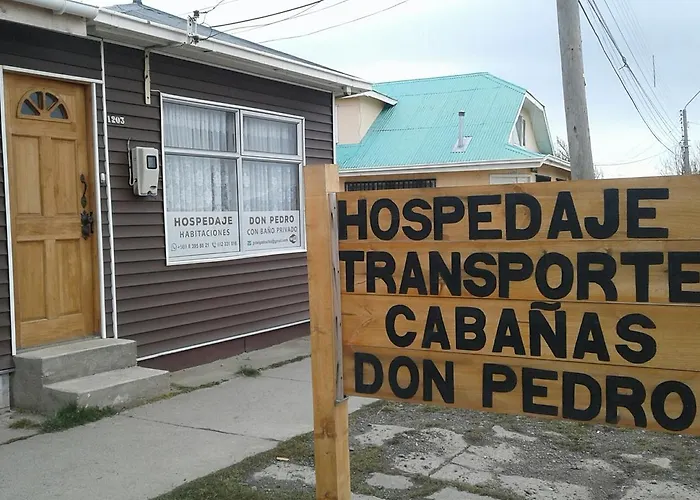 1203
HOSPEDAJE
HABITACIONES
DON PEDRO
CON BAÑO PRIVADO
HOSPEDAJE
TRANSPORTE
CABAÑAS
DON PEDRO